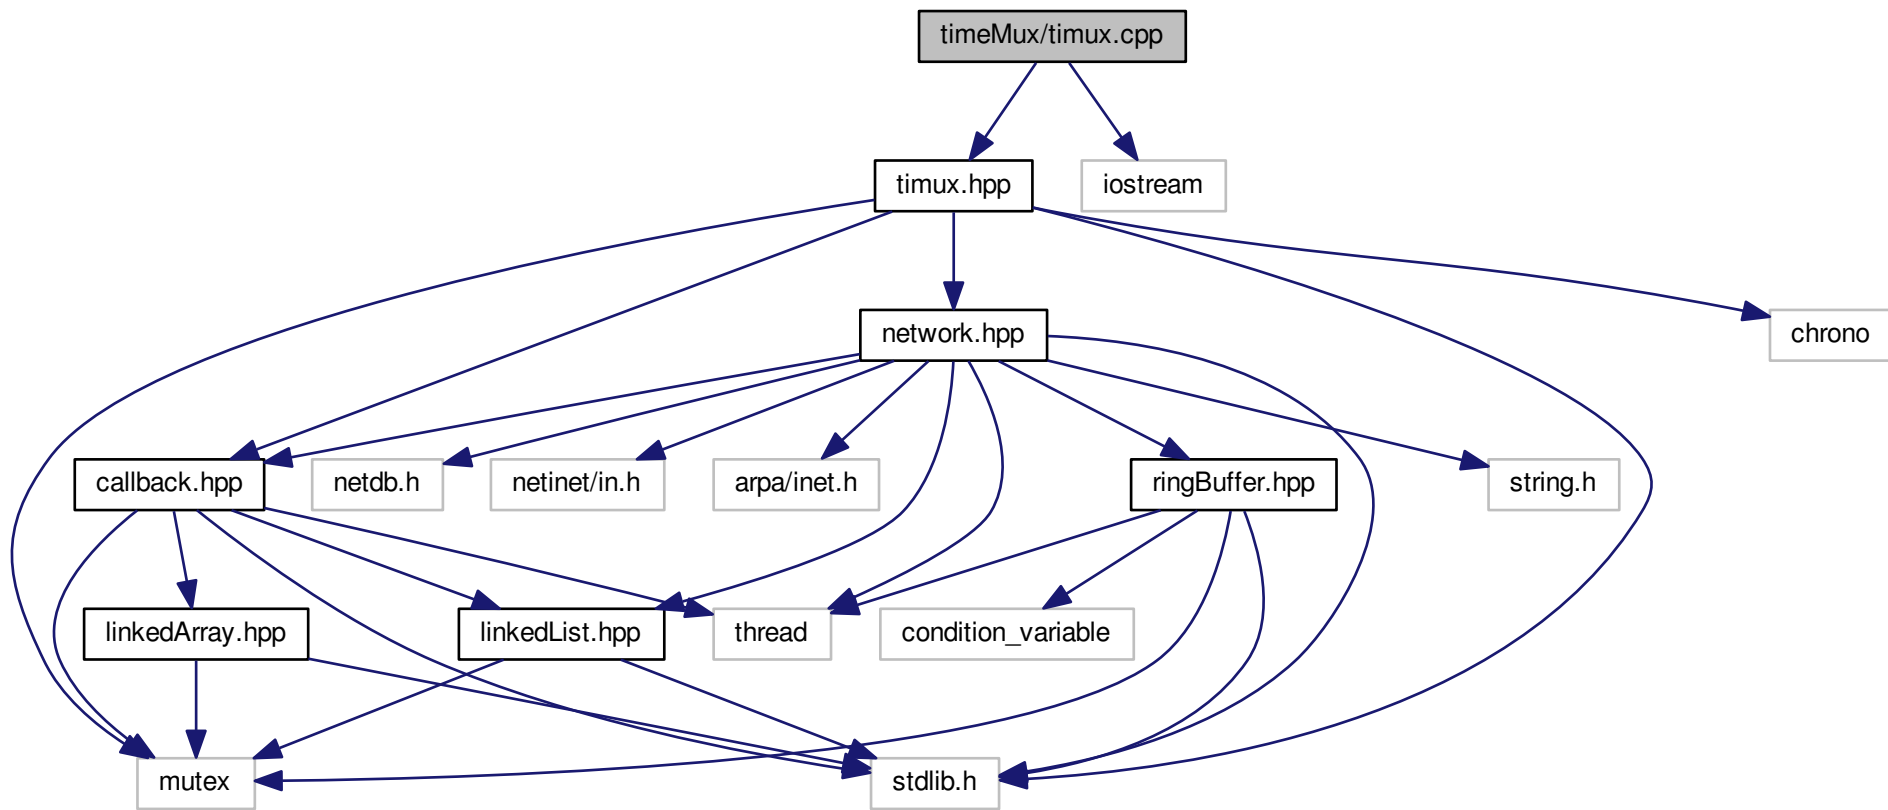 timeMux/timux.cpp
timux.hpp
iostream
network.hpp
chrono
callback.hpp
netdb.h
netinet/in.h
arpa/inet.h
ringBuffer.hpp
string.h
linkedArray.hpp
linkedList.hpp
thread
condition_variable
mutex
stdlib.h